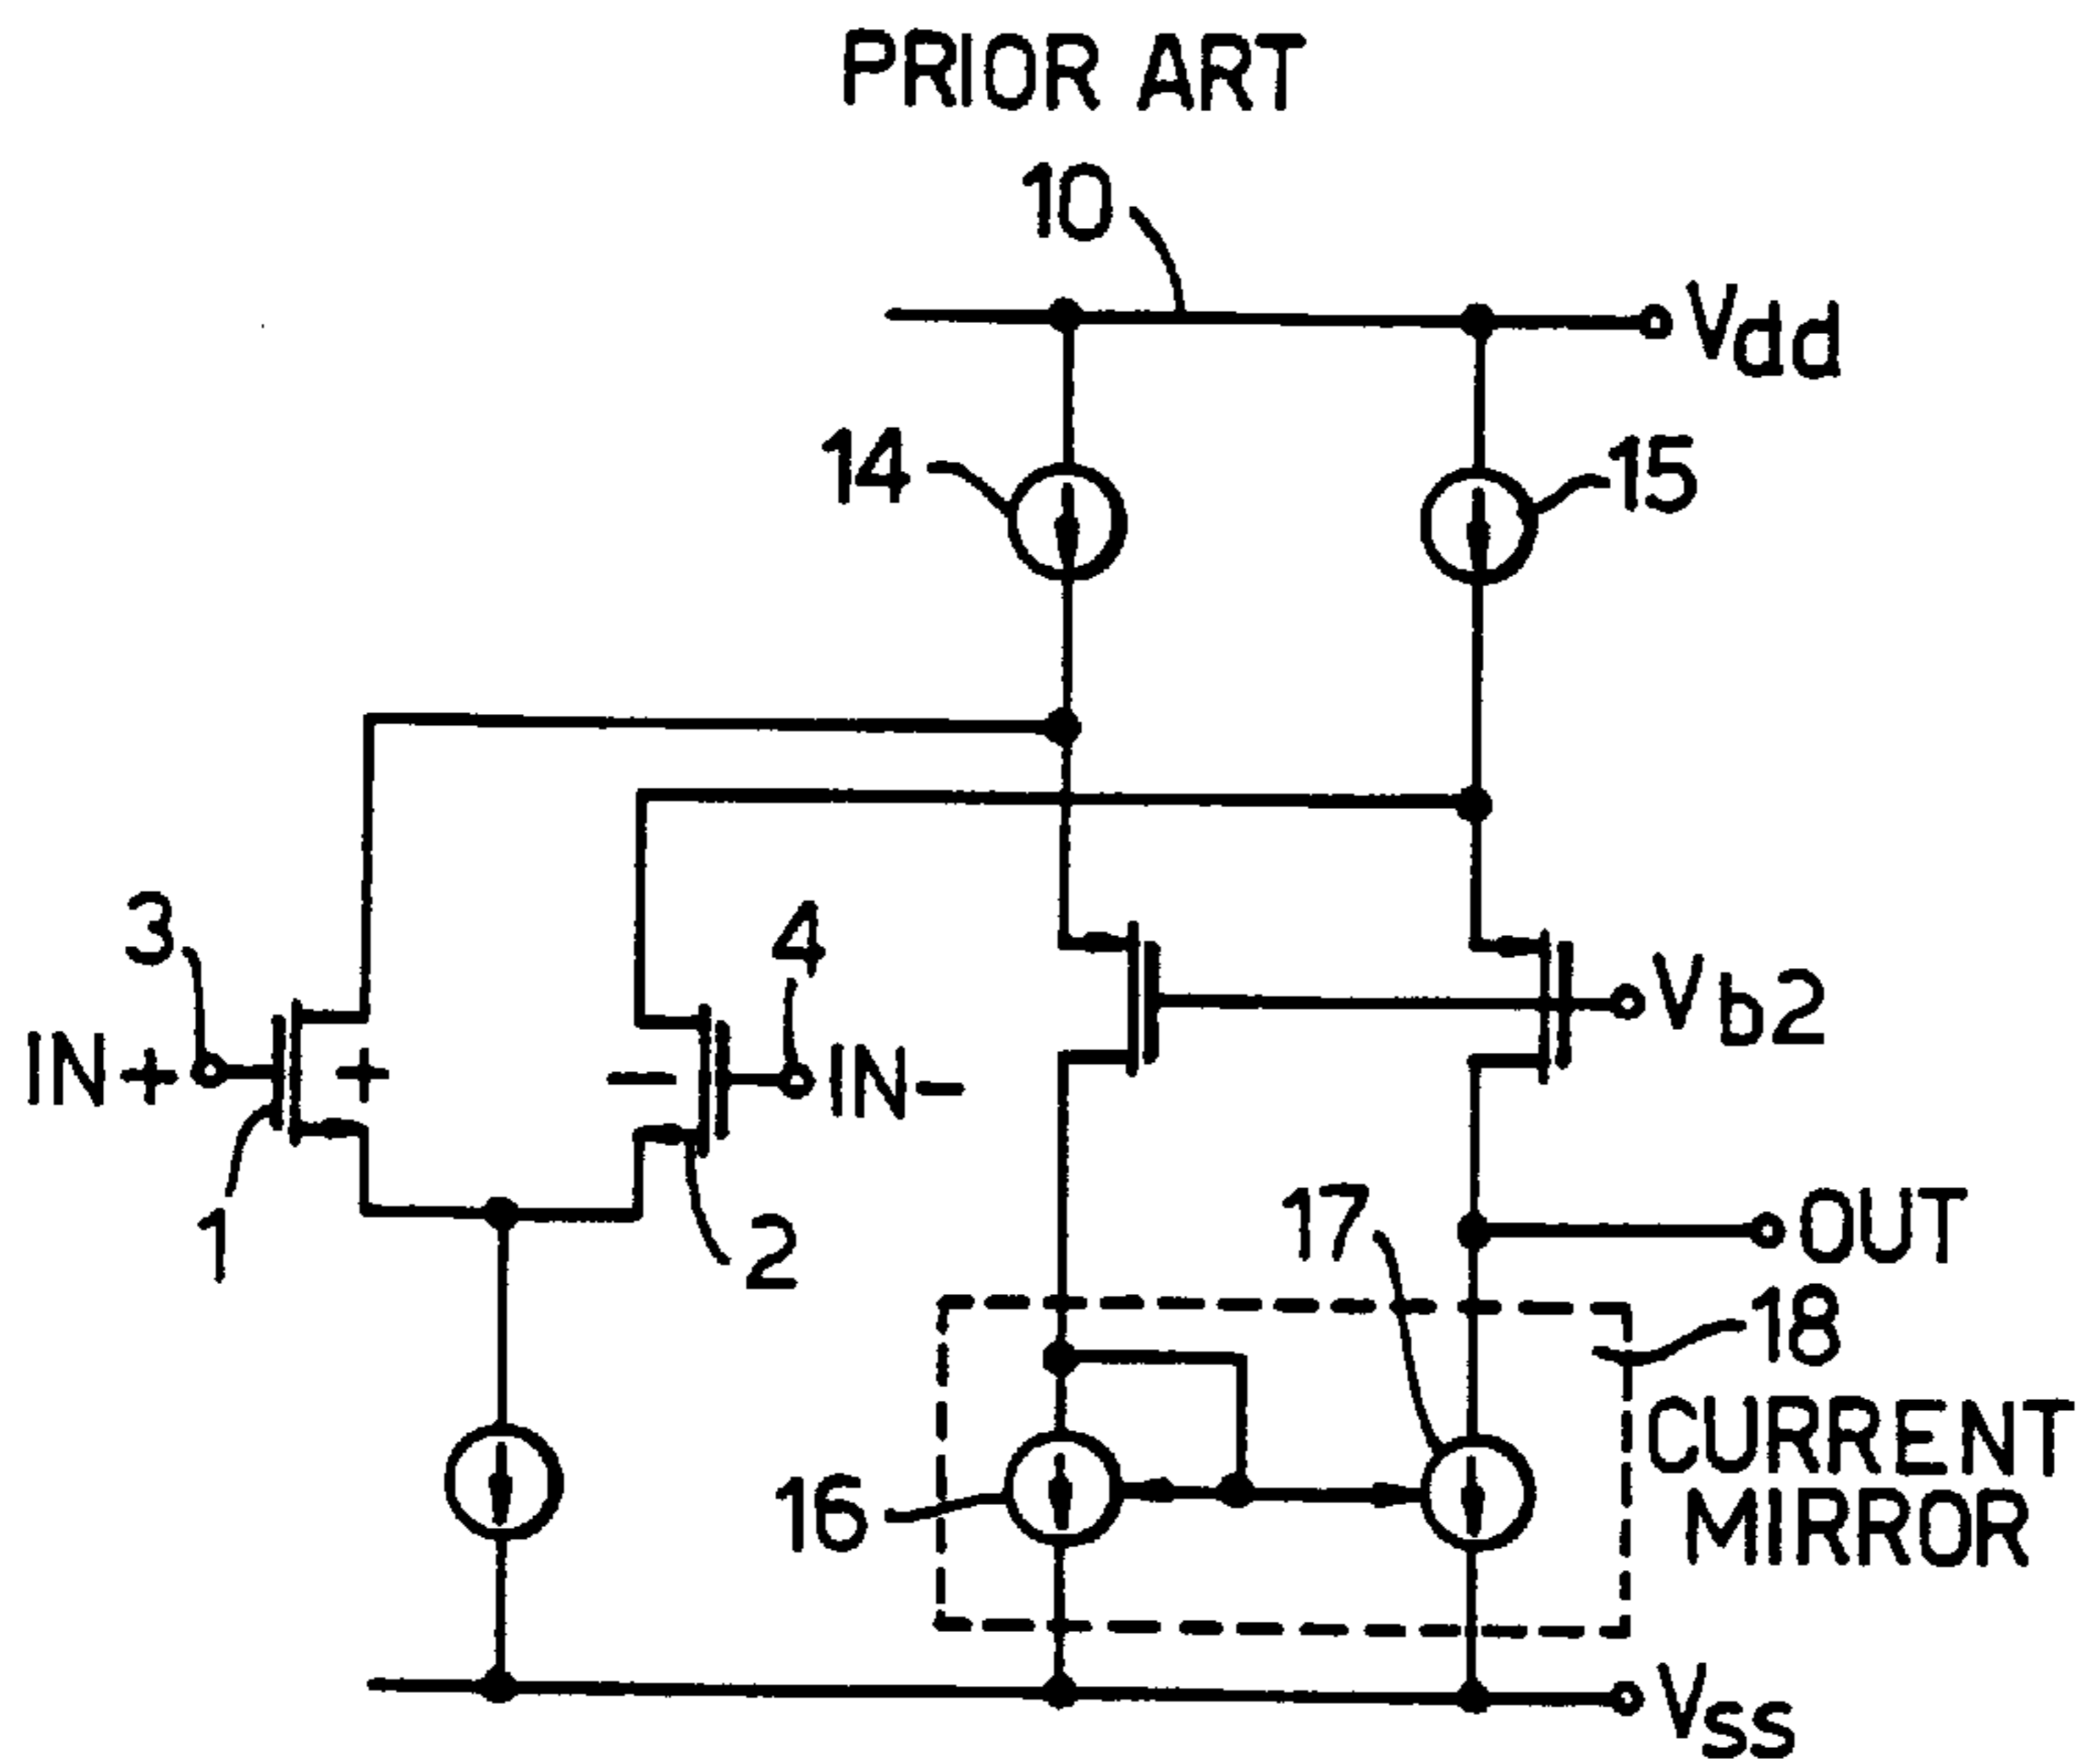 PRIOR ART
10
Vdd
14
15
3
4
IN+
+
−
IN−
Vb2
1
2
17
OUT
18
CURRENT
MIRROR
16
Vss